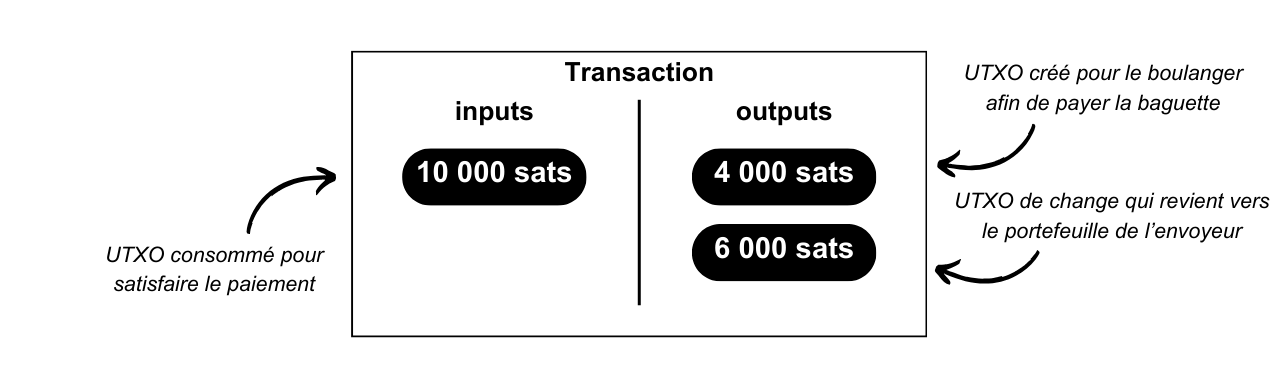 Transaction
inputs
outputs
10 000 sats
4 000 sats
6 000 sats
UTXO consommé pour
satisfaire le paiement
UTXO créé pour le boulanger
afin de payer la baguette
UTXO de change qui revient vers
le portefeuille de l'envoyeur